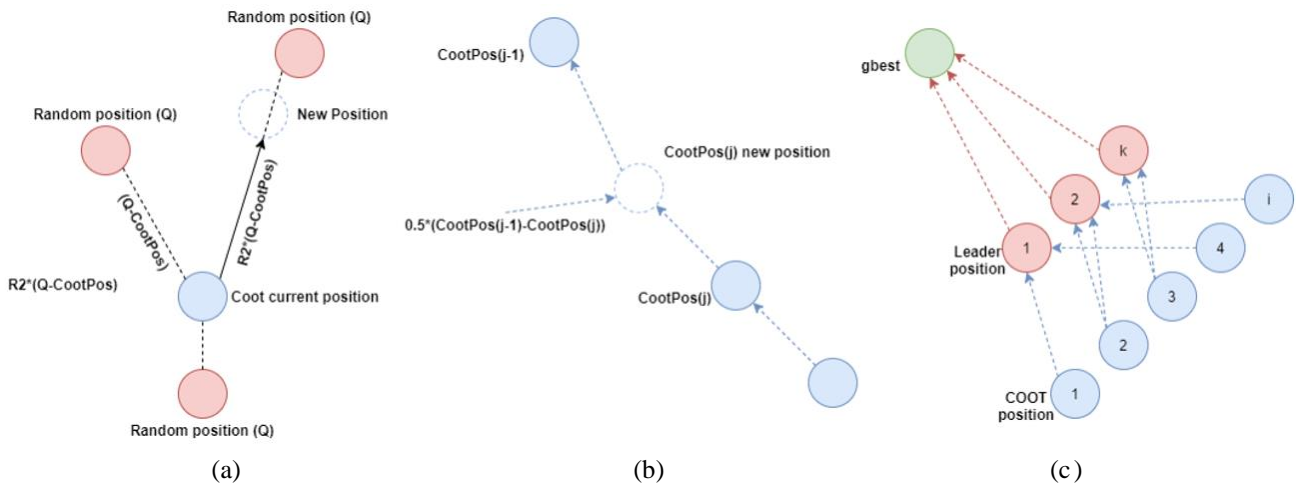 Random position (Q)
Random position (Q)
New Position
(Q-CootPos)
R2*(Q-CootPos)
R2*(Q-CootPos)
Coot current position
Random position (Q)
(a)
CootPos(j-1)
CootPos(j) new position
0.5*(CootPos(j-1)-CootPos(j))
CootPos(j)
(b)
gbest
k
2
i
1
Leader
position
4
3
2
COOT
position
1
(c)